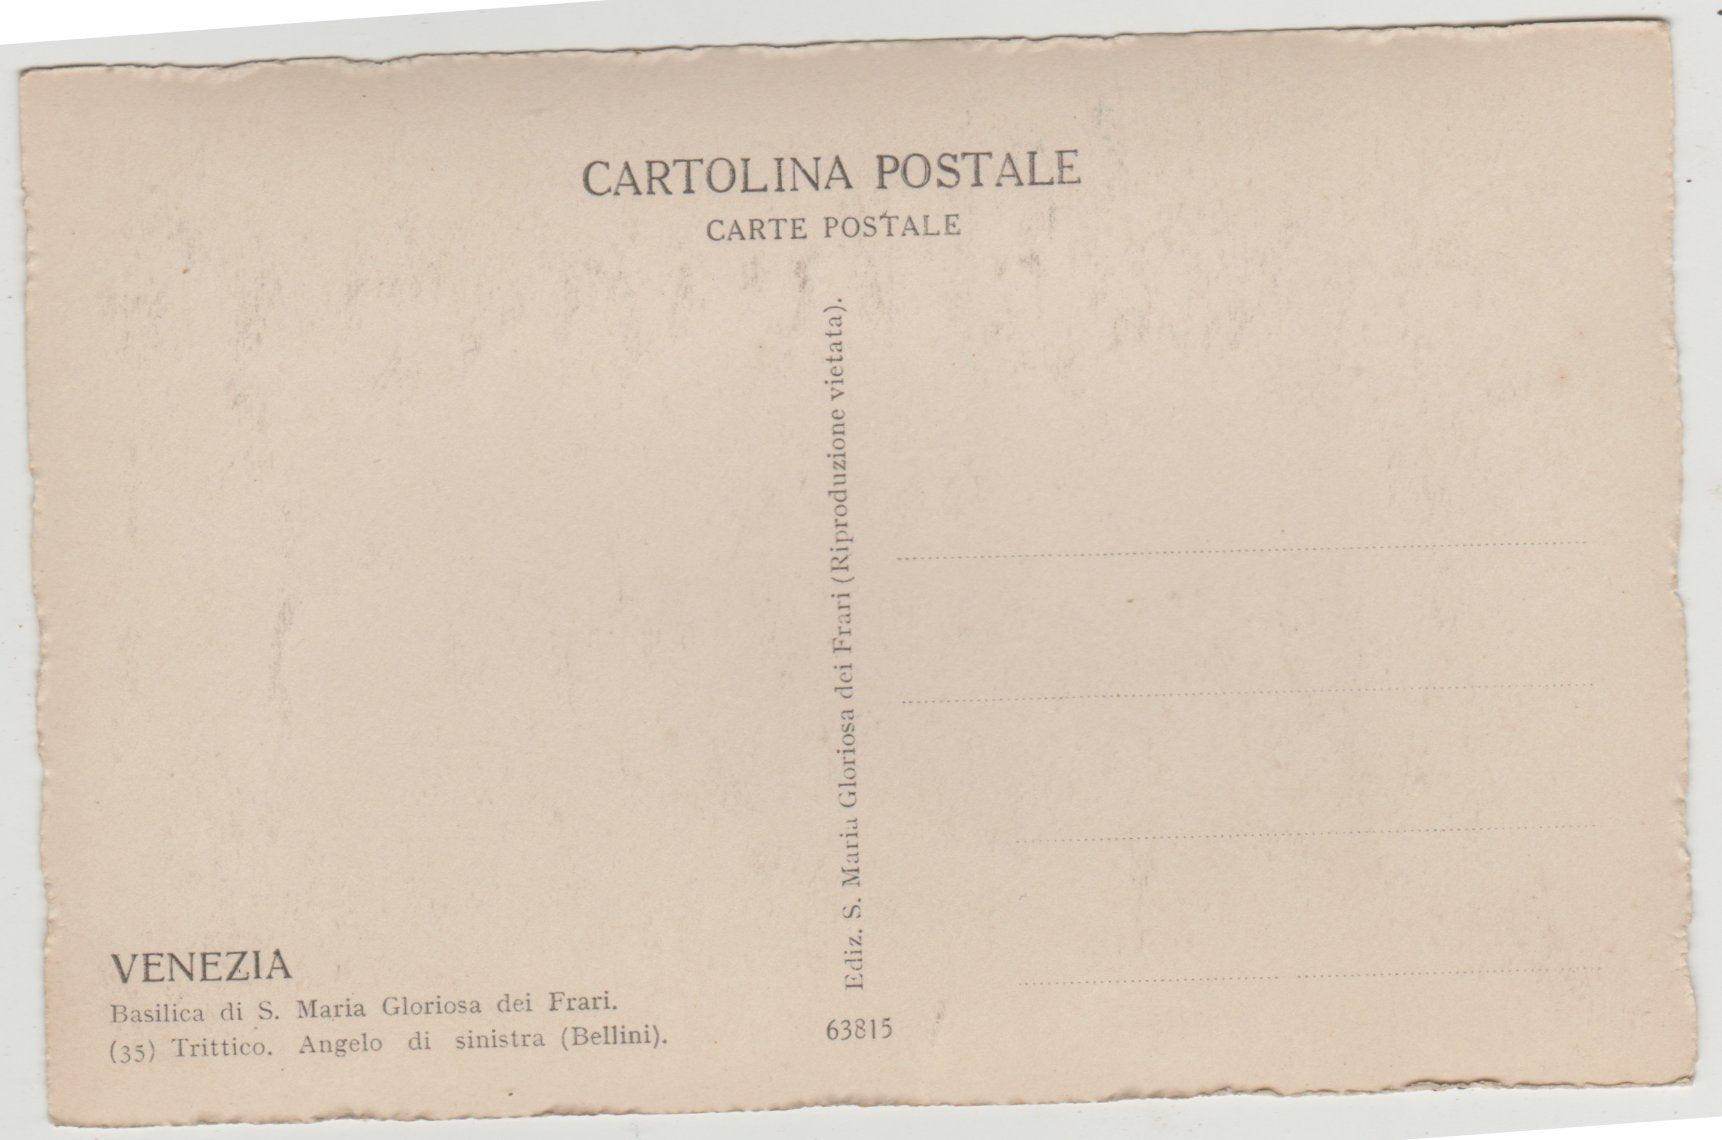 CARTOLINA POSTALE
CARTE POSTALE
Ediz. S. Maria Gloriosa dei Frari (Riproduzione vietata).
VENEZIA
Basilica di S. Maria Gloriosa dei Frari.
(35) Trittico. Angelo di sinistra (Bellini).
63815